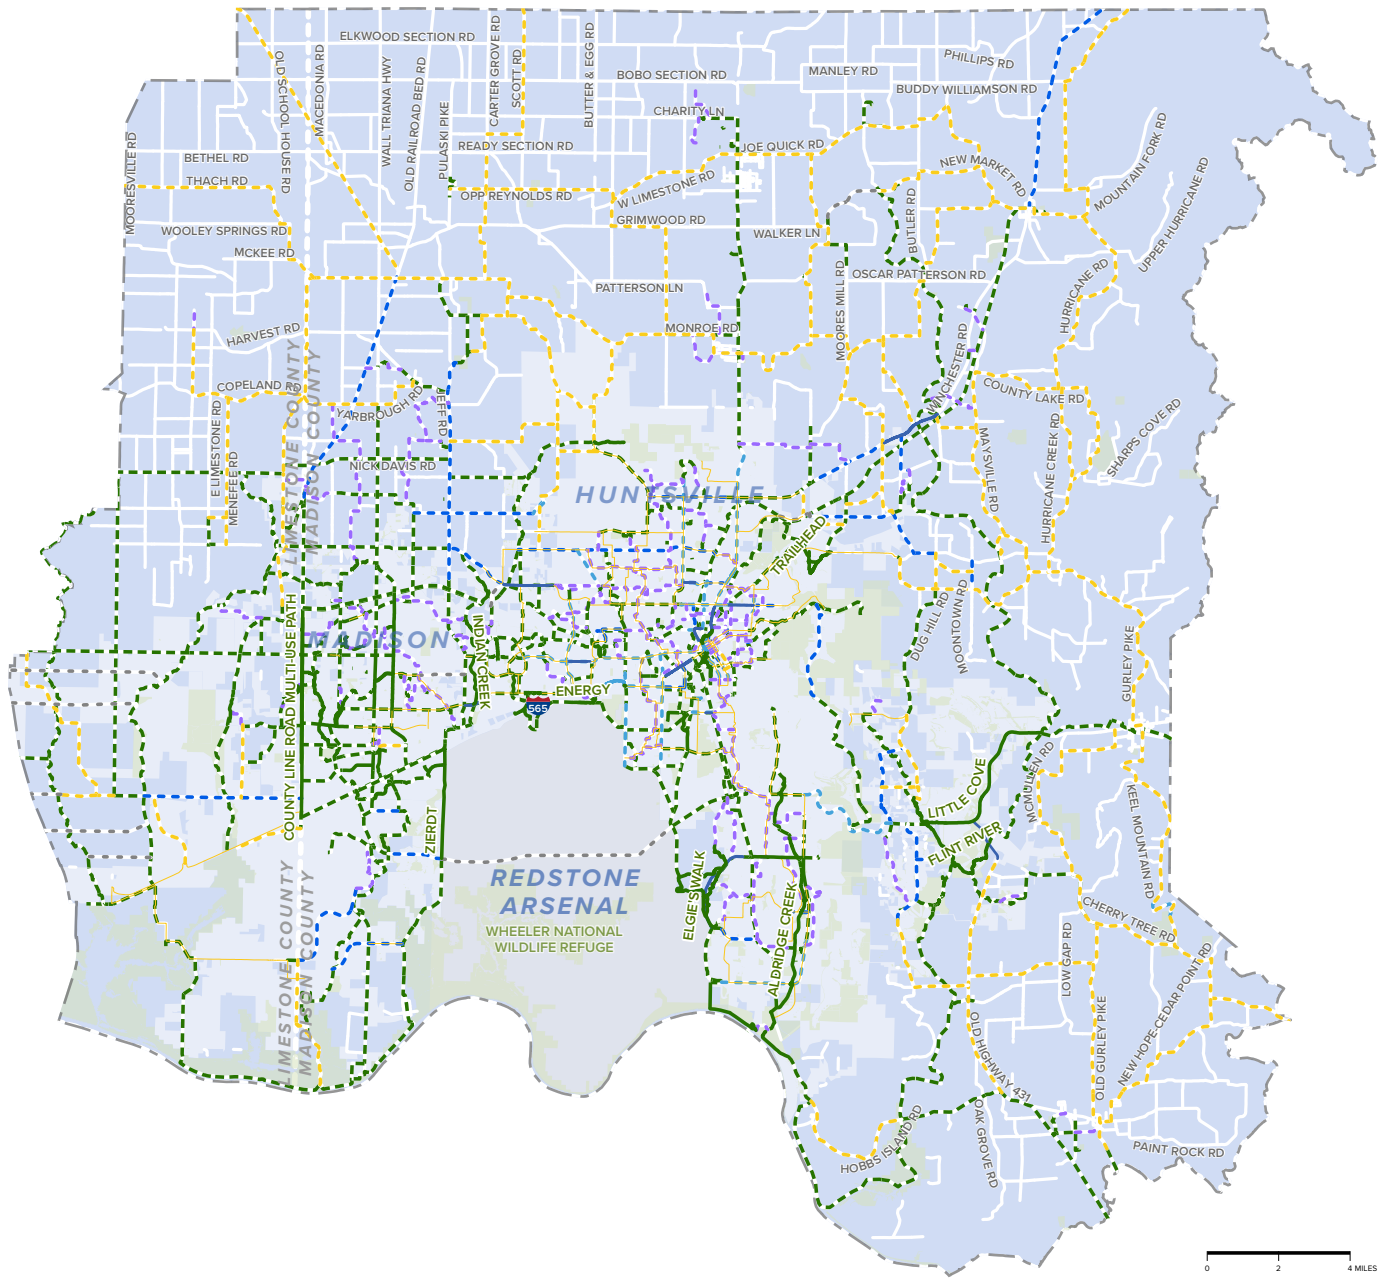 ELKWOOD SECTION RD
OLD SCHOOL HOUSE RD
MACEDONIA RD
WALL TRIANA HWY
OLD RAILROAD BED RD
PULASKI PIKE
CARTER GROVE RD
SCOTT RD
BUTTER & EGG RD
BOBO SECTION RD
CHARITY LN
MANLEY RD
PHILLIPS RD
BUDDY WILLIAMSON RD
MOORESVILLE RD
BETHEL RD
THACH RD
READY SECTION RD
JOE QUICK RD
NEW MARKET RD
MOUNTAIN FORK RD
UPPER HURRICANE RD
OPP REYNOLDS RD
W LIMESTONE RD
GRIMWOOD RD
WALKER LN
BUTLER RD
WOOLEY SPRINGS RD
MCKEE RD
PATTERSON LN
OSCAR PATTERSON RD
HURRICANE RD
MOORES MILL RD
MONROE RD
HARVEST RD
WINCHESTER RD
COPELAND RD
YARBROUGH RD
JEFF RD
COUNTY LAKE RD
LIMESTONE COUNTY
MADISON COUNTY
E LIMESTONE RD
MENEFEE RD
NICK DAVIS RD
MAYSVILLE RD
HURRICANE CREEK RD
SHARPS COVE RD
HUNTSVILLE
TRAILHEAD
MADISON
INDIAN CREEK
DUG HILL RD
MOONTOWN RD
GURLEY PIKE
COUNTY LINE ROAD MULTI-USE PATH
ENERGY
565
ZIERDT
LITTLE COVE
FLINT RIVER
MCMULLEN RD
KEEL MOUNTAIN RD
REDSTONE
ARSENAL
WHEELER NATIONAL
WILDLIFE REFUGE
ELGIE'S WALK
ALDRIDGE CREEK
CHERRY TREE RD
LOW GAP RD
LIMESTONE COUNTY
MADISON COUNTY
OLD HIGHWAY 431
OLD GURLEY PIKE
NEW HOPE-CEDAR POINT RD
OAK GROVE RD
HOBBS ISLAND RD
PAINT ROCK RD
0 2 4 MILES